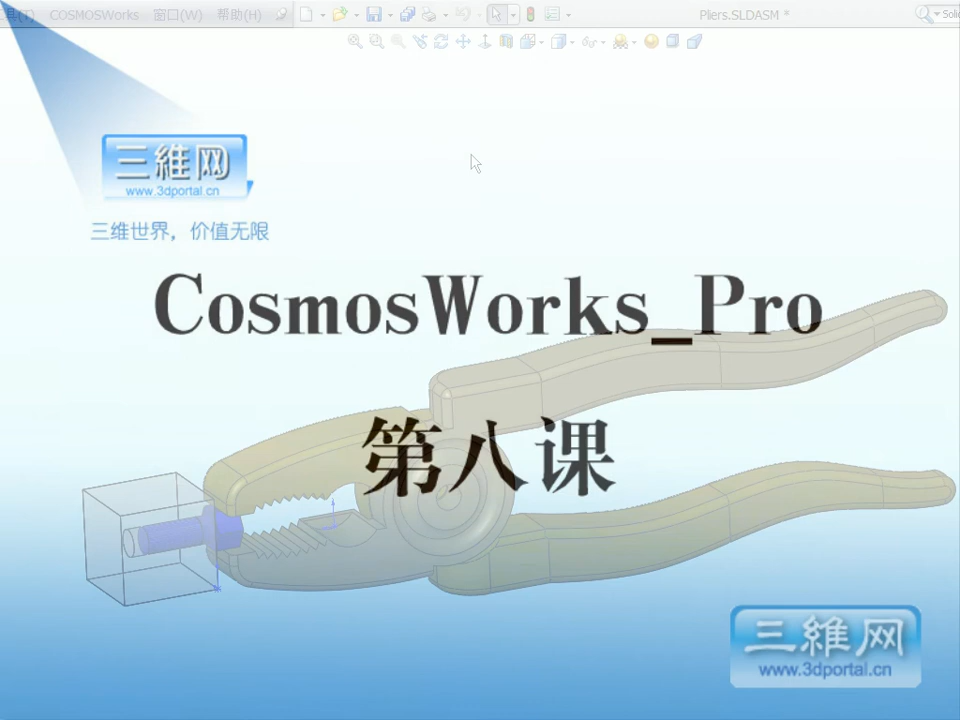 具(T) COSMOSWorks 窗口(W) 帮助(H) Pliers.SLDASM *
三維网
www.3dportal.cn
三维世界，价值无限
CosmosWorks_Pro
第八课
三維网
www.3dportal.cn